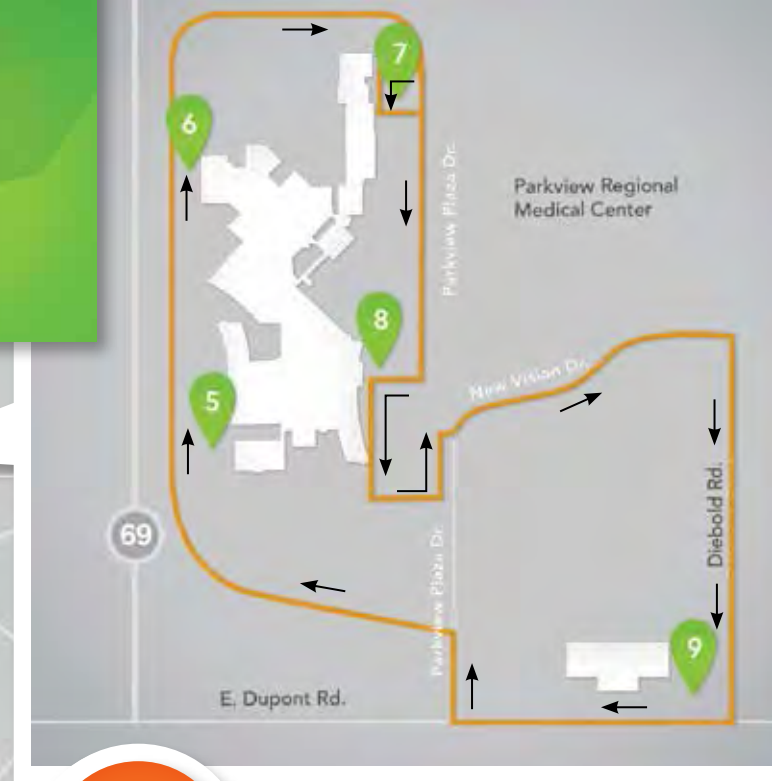 7
6
Parkview Plaza Dr.
Parkview Regional
Medical Center
8
New Vision Dr.
5
Diebold Rd.
69
Parkview Plaza Dr.
9
E. Dupont Rd.